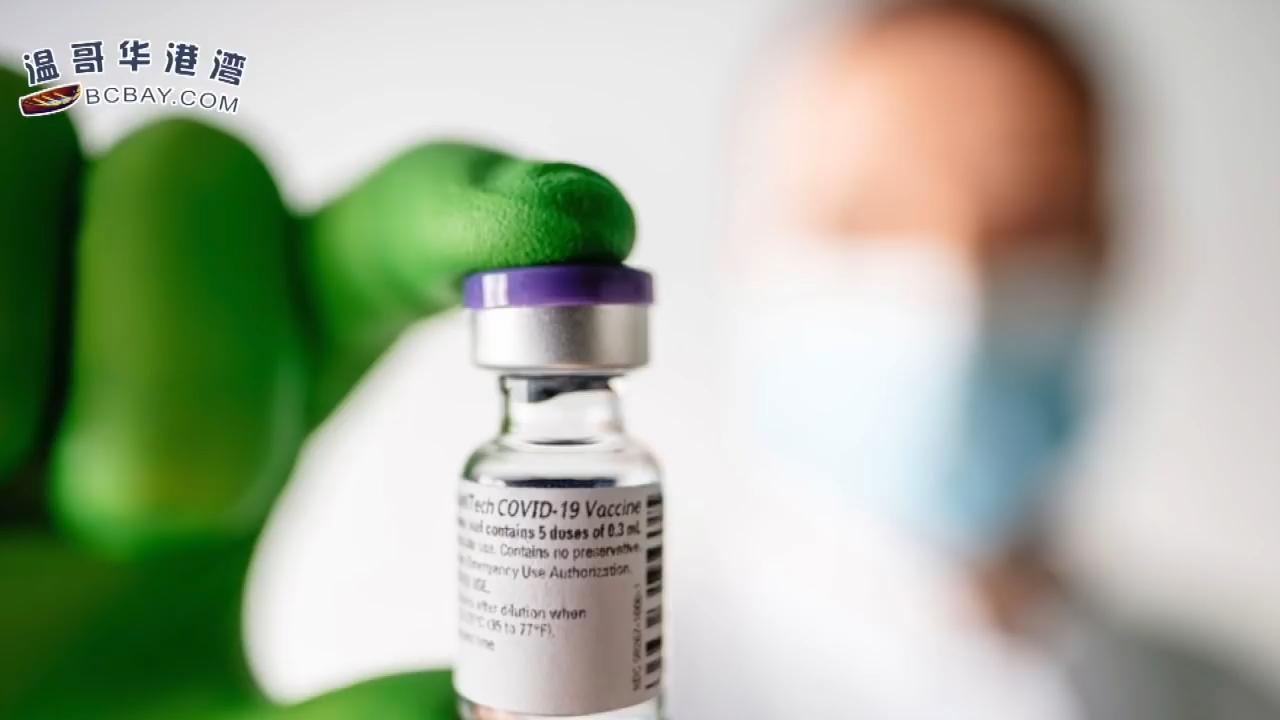 温哥华港湾
BCBAY.COM
Tech COVID-19 Vaccine
contains 5 doses of 0.3 mL
use. Contains no preservative.
Emergency Use Authorization.
USE.
after dilution when
(35 to 77°F).